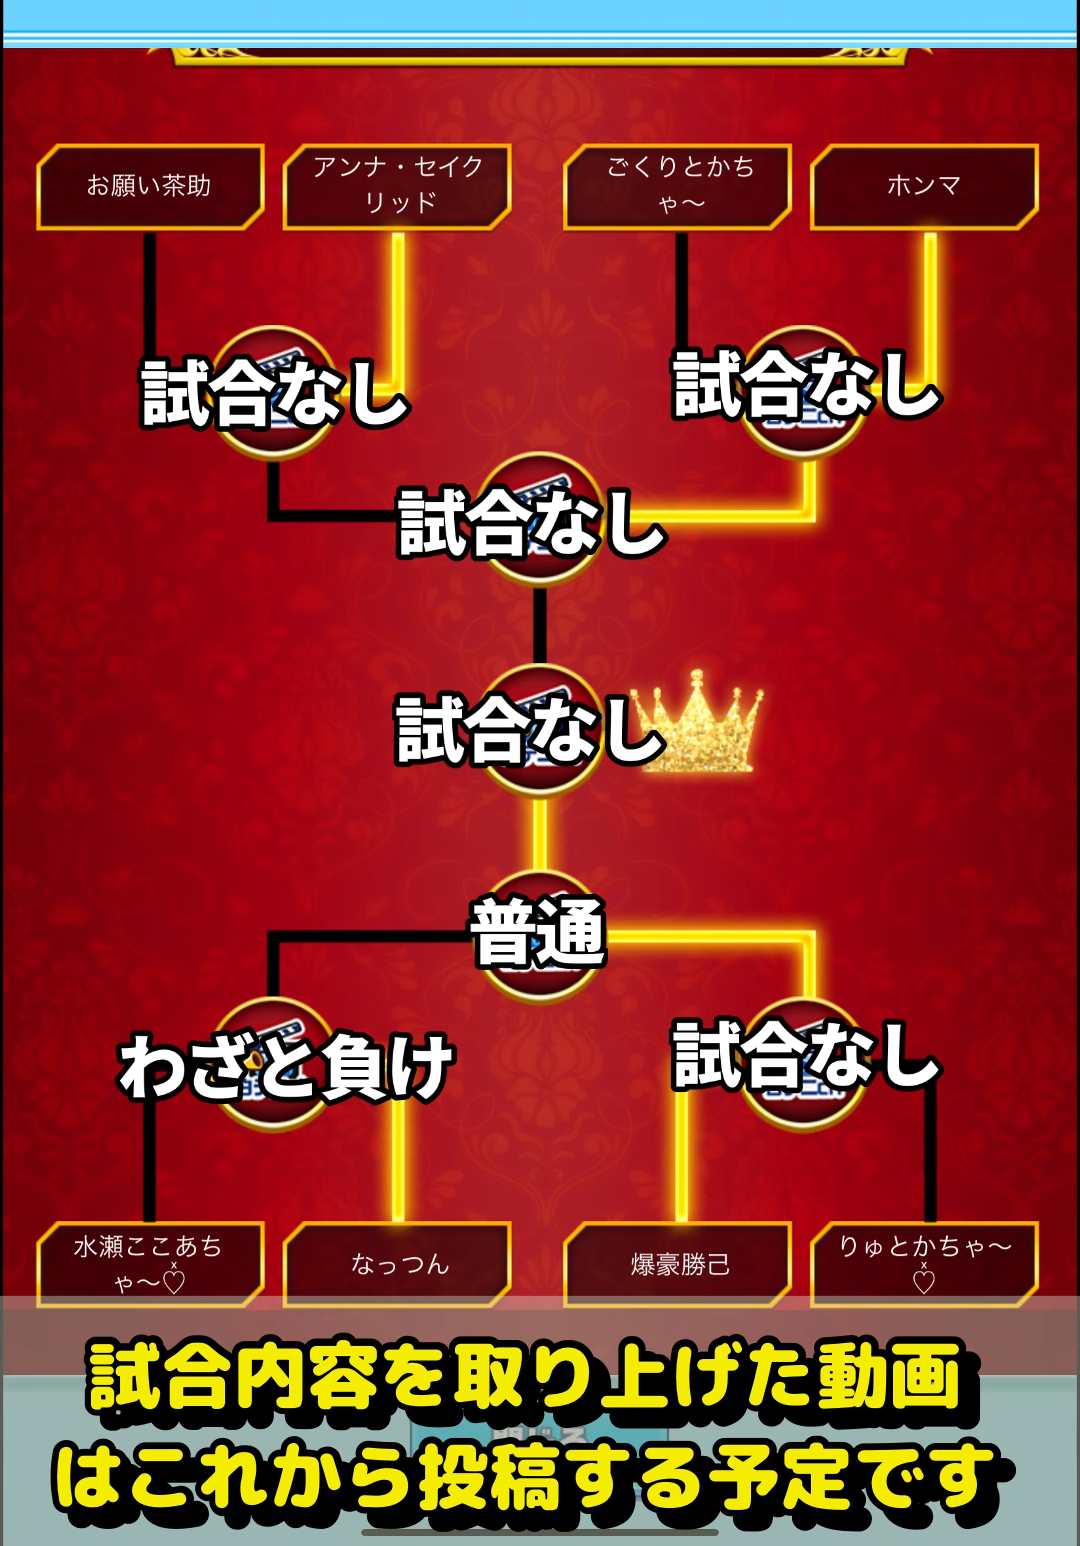 お願い茶助
アンナ・セイク
リッド
ごくりとかち
ゃ〜
ホンマ
試合なし
試合なし
試合なし
試合なし
普通
わざと負け
試合なし
水瀬ここあち
ゃ〜ͯ♡
なっつん
爆豪勝己
りゅとかちゃ〜
ͯ♡
試合内容を取り上げた動画
はこれから投稿する予定です